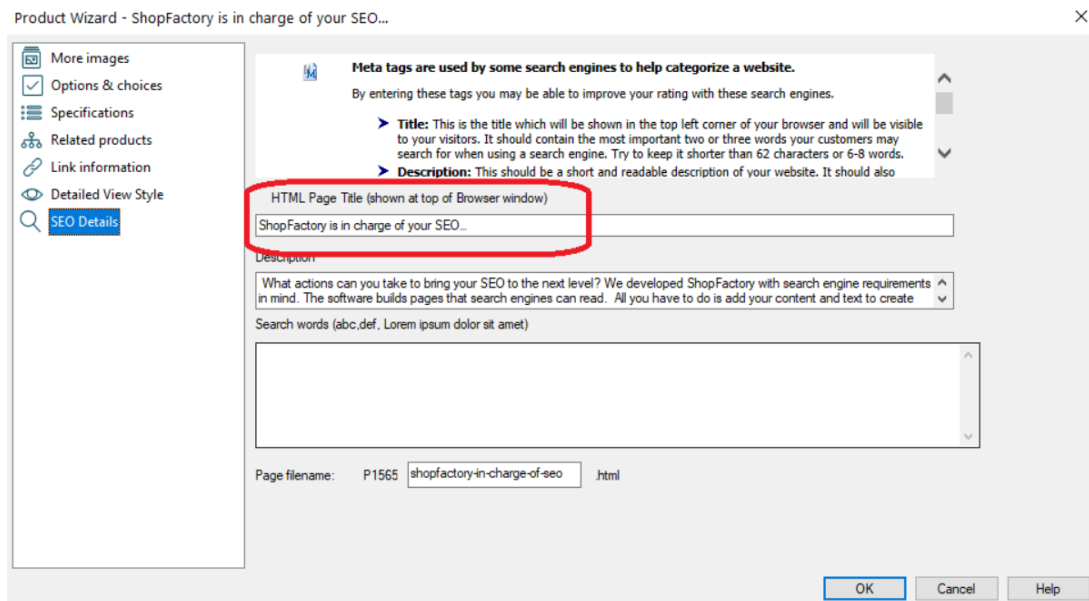 Product Wizard - ShopFactory is in charge of your SEO...
More images
Options & choices
Specifications
Related products
Link information
Detailed View Style
SEO Details
Meta tags are used by some search engines to help categorize a website.
By entering these tags you may be able to improve your rating with these search engines.
Title: This is the title which will be shown in the top left corner of your browser and will be visible
to your visitors. It should contain the most important two or three words your customers may
search for when using a search engine. Try to keep it shorter than 62 characters or 6-8 words.
Description: This should be a short and readable description of your website. It should also
HTML Page Title (shown at top of Browser window)
ShopFactory is in charge of your SEO...
Description
What actions can you take to bring your SEO to the next level? We developed ShopFactory with search engine requirements
in mind. The software builds pages that search engines can read. All you have to do is add your content and text to create
Search words (abc,def, Lorem ipsum dolor sit amet)
Page filename: P1565 shopfactory-in-charge-of-seo .html
OK Cancel Help